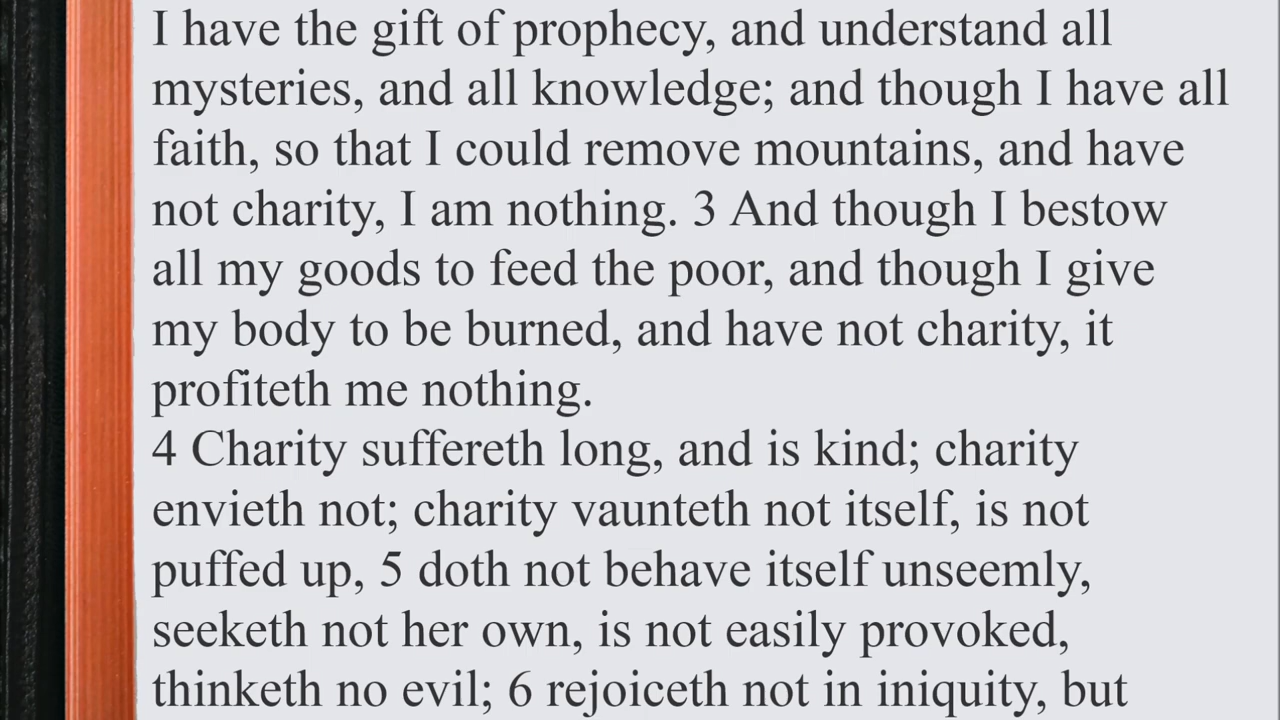 I have the gift of prophecy, and understand all
mysteries, and all knowledge; and though I have all
faith, so that I could remove mountains, and have
not charity, I am nothing. 3 And though I bestow
all my goods to feed the poor, and though I give
my body to be burned, and have not charity, it
profiteth me nothing.
4 Charity suffereth long, and is kind; charity
envieth not; charity vaunteth not itself, is not
puffed up, 5 doth not behave itself unseemly,
seeketh not her own, is not easily provoked,
thinketh no evil; 6 rejoiceth not in iniquity, but